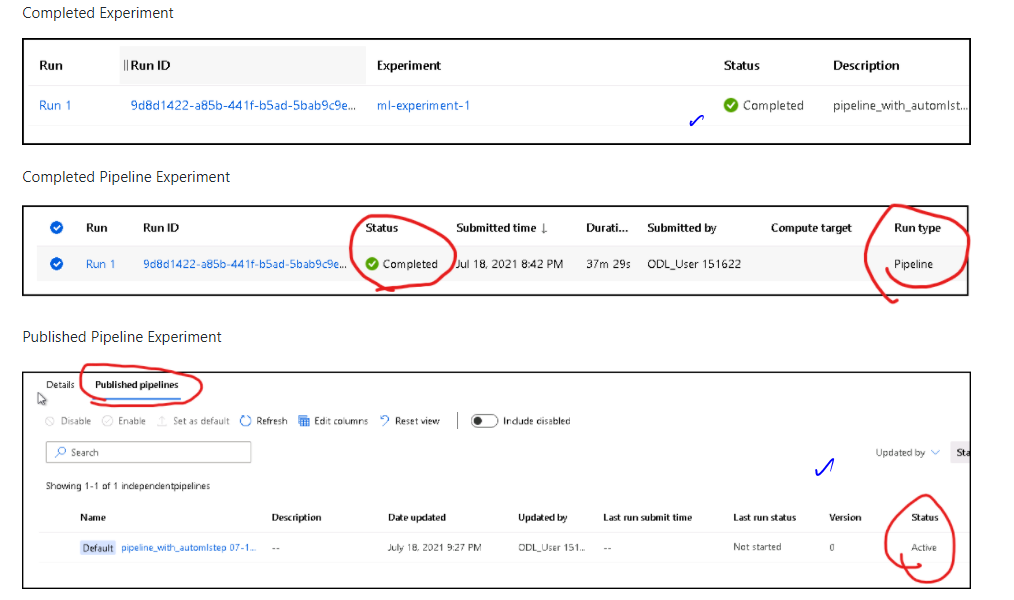 Completed Experiment
Run Run ID Experiment Status Description
Run 1 9d8d1422-a85b-441f-b5ad-5bab9c9e... ml-experiment-1 Completed pipeline_with_automlst...
Completed Pipeline Experiment
Run Run ID Status Submitted time ↓ Durati... Submitted by Compute target Run type
Run 1 9d8d1422-a85b-441f-b5ad-5bab9c9e... Completed Jul 18, 2021 8:42 PM 37m 29s ODL_User 151622 Pipeline
Published Pipeline Experiment
Details Published pipelines
Disable Enable Set as default Refresh Edit columns Reset view Include disabled
Search Updated by Sta
Showing 1-1 of 1 independentpipelines
Name Description Date updated Updated by Last run submit time Last run status Version Status
Default pipeline_with_automlstep 07-1... -- July 18, 2021 9:27 PM ODL_User 151... -- Not started 0 Active